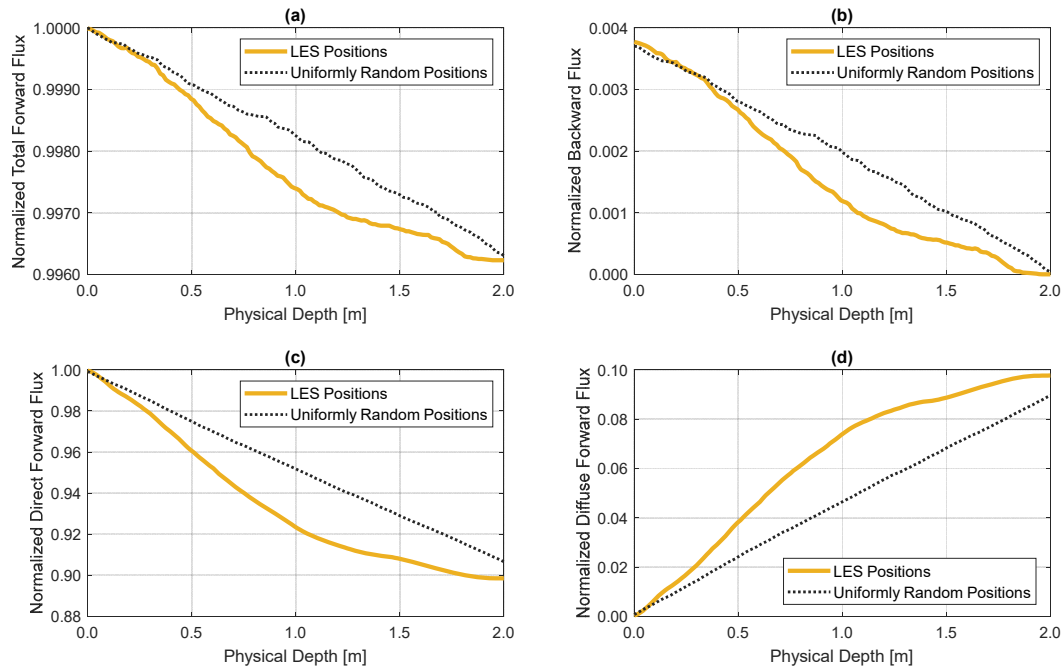 (a)
Normalized Total Forward Flux
1.0000
0.9990
0.9980
0.9970
0.9960
LES Positions
Uniformly Random Positions
0.0
0.5
1.0
1.5
2.0
Physical Depth [m]
(b)
Normalized Backward Flux
0.004
0.003
0.002
0.001
0.000
LES Positions
Uniformly Random Positions
0.0
0.5
1.0
1.5
2.0
Physical Depth [m]
(c)
Normalized Direct Forward Flux
1.00
0.98
0.96
0.94
0.92
0.90
0.88
LES Positions
Uniformly Random Positions
0.0
0.5
1.0
1.5
2.0
Physical Depth [m]
(d)
Normalized Diffuse Forward Flux
0.10
0.08
0.06
0.04
0.02
0.00
LES Positions
Uniformly Random Positions
0.0
0.5
1.0
1.5
2.0
Physical Depth [m]